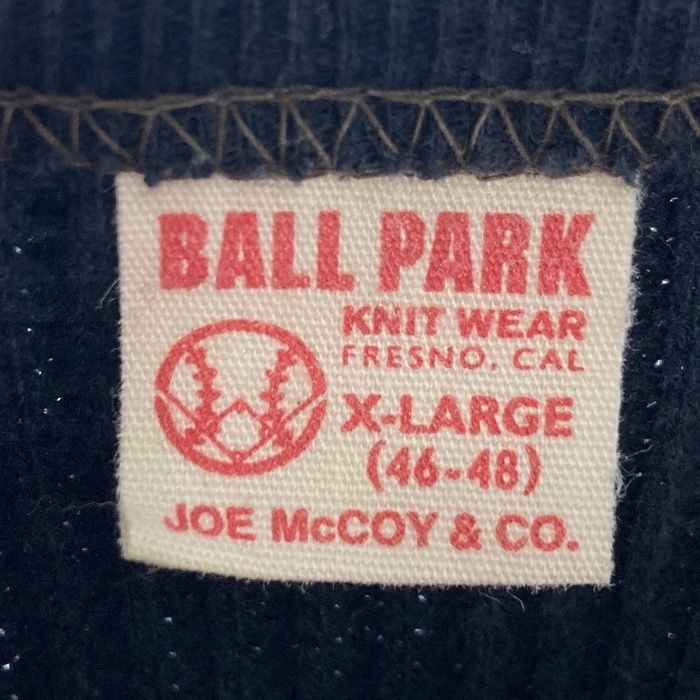 BALL PARK
KNIT WEAR
FRESNO, CAL
X-LARGE
(46-48)
JOE McCOY & CO.